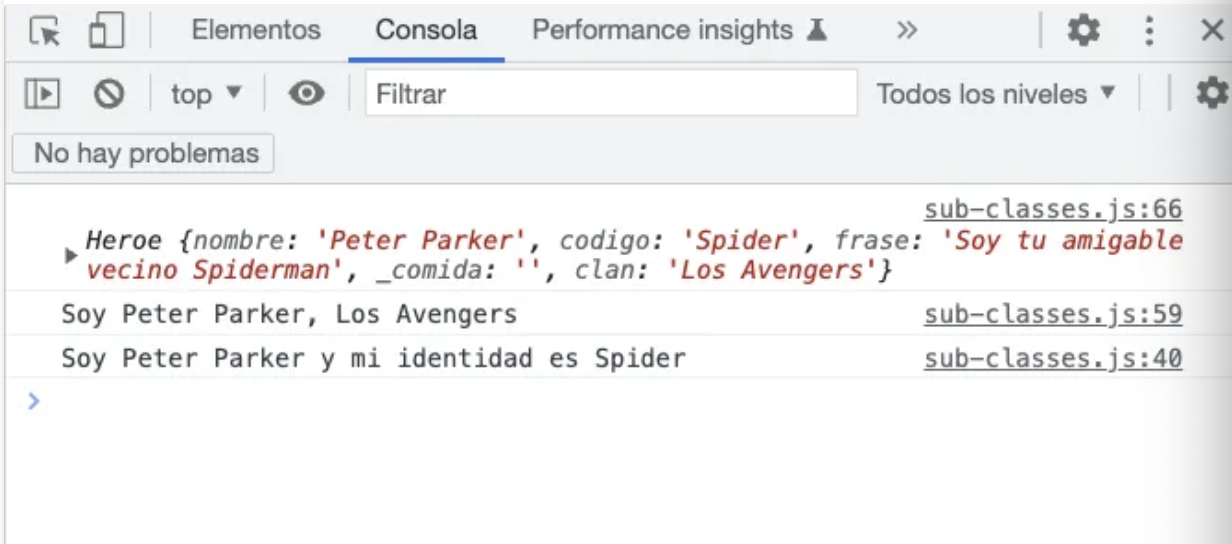 Elementos Consola Performance insights
top Filtrar Todos los niveles
No hay problemas
sub-classes.js:66
Heroe {nombre: 'Peter Parker', codigo: 'Spider', frase: 'Soy tu amigable
vecino Spiderman', _comida: '', clan: 'Los Avengers'}
Soy Peter Parker, Los Avengers sub-classes.js:59
Soy Peter Parker y mi identidad es Spider sub-classes.js:40